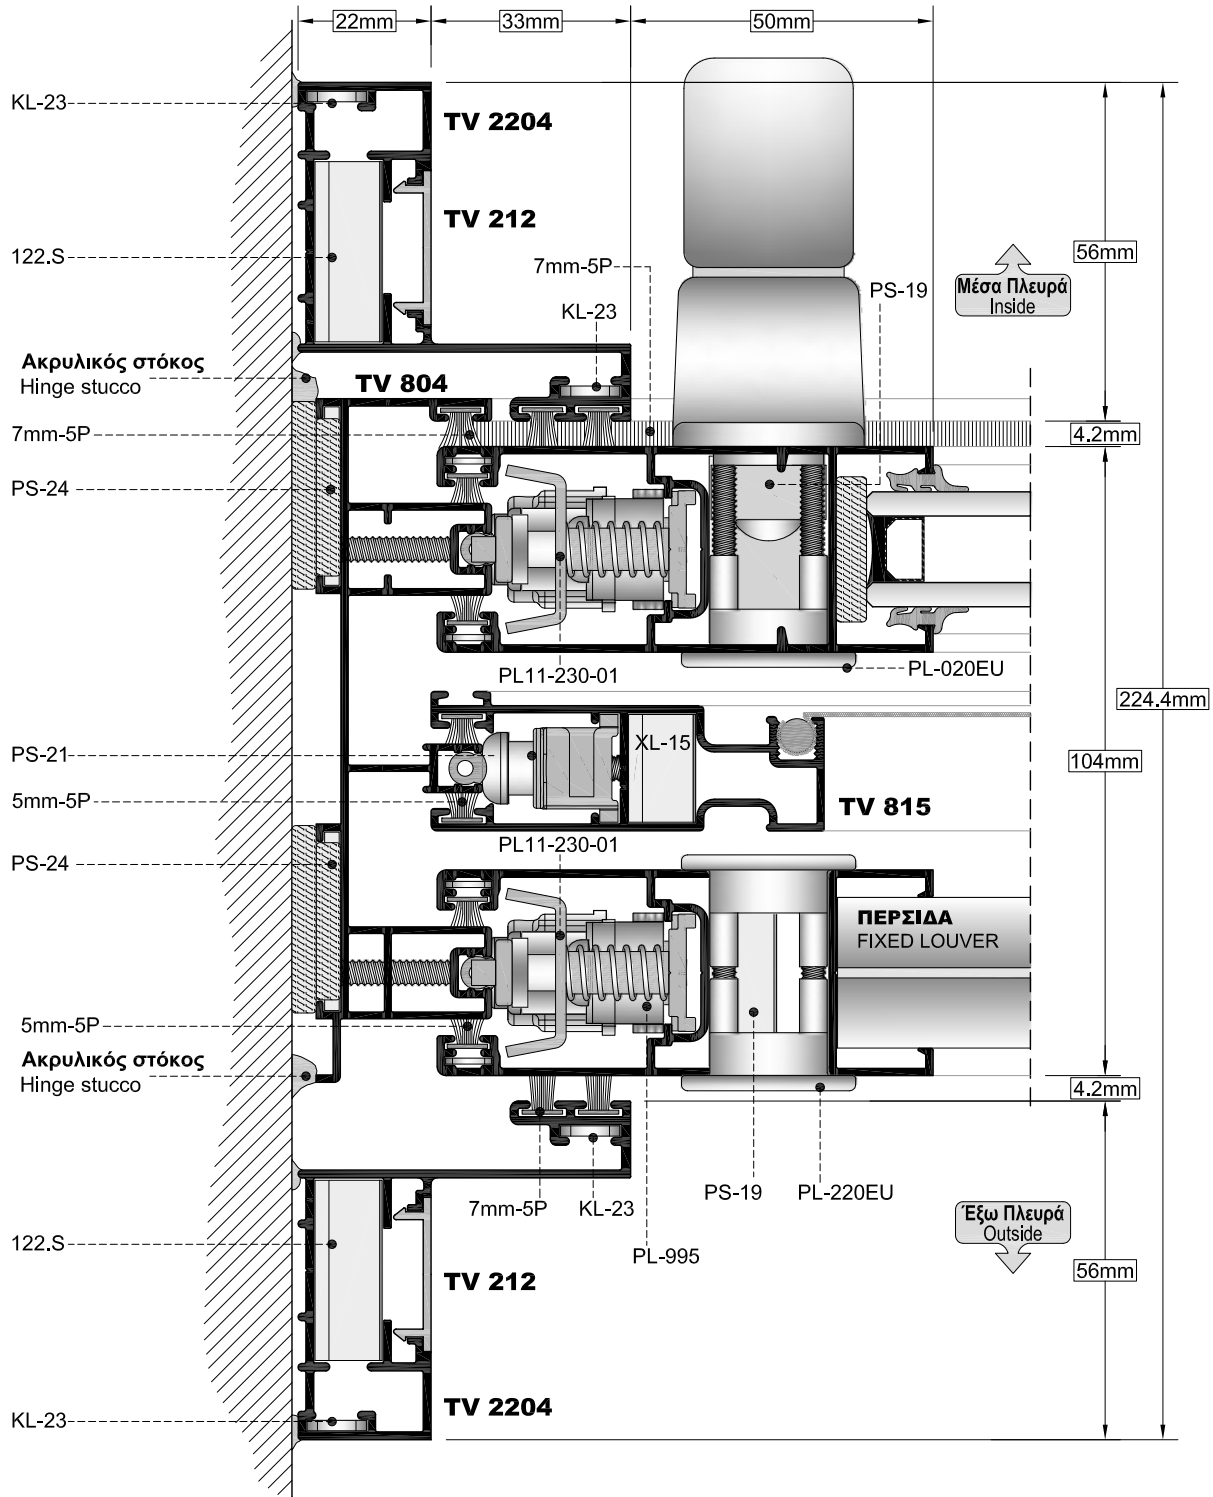 22mm
33mm
50mm
KL-23
TV 2204
TV 212
122.S
7mm-5P
PS-19
56mm
Μέσα Πλευρά
Inside
KL-23
Ακρυλικός στόκος
Hinge stucco
TV 804
7mm-5P
4.2mm
PS-24
PL11-230-01
PL-020EU
224.4mm
PS-21
XL-15
104mm
5mm-5P
TV 815
PL11-230-01
PS-24
ΠΕΡΣΙΔΑ
FIXED LOUVER
5mm-5P
Ακρυλικός στόκος
Hinge stucco
4.2mm
PS-19
PL-220EU
7mm-5P
KL-23
Έξω Πλευρά
Outside
122.S
PL-995
56mm
TV 212
TV 2204
KL-23